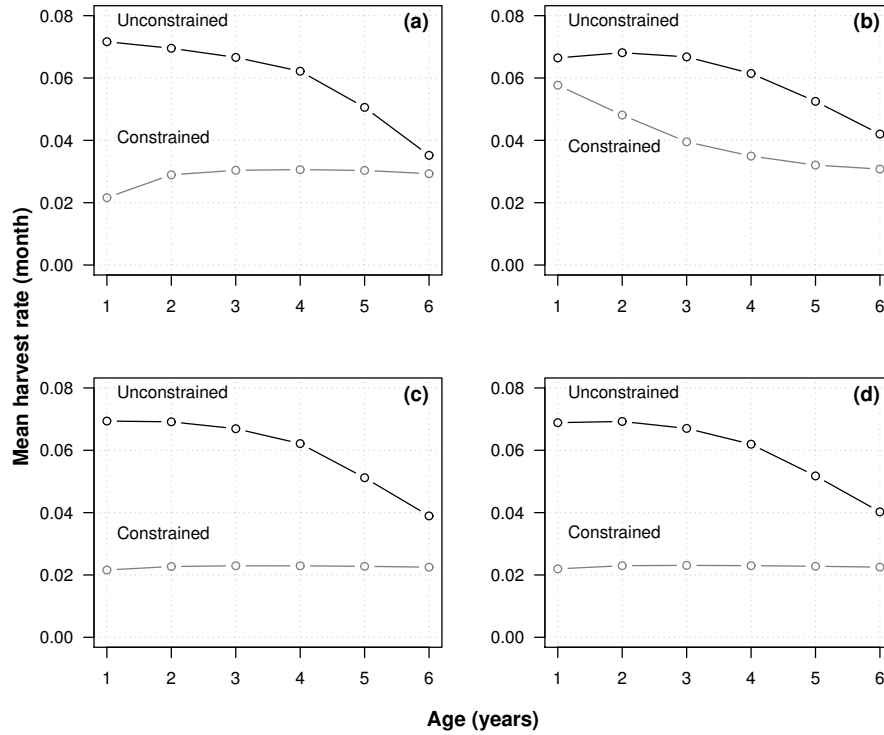 Unconstrained
(a)
Constrained
0.00
0.02
0.04
0.06
0.08
1 2 3 4 5 6
Unconstrained
(b)
Constrained
0.00
0.02
0.04
0.06
0.08
1 2 3 4 5 6
Unconstrained
(c)
Constrained
0.00
0.02
0.04
0.06
0.08
1 2 3 4 5 6
Unconstrained
(d)
Constrained
0.00
0.02
0.04
0.06
0.08
1 2 3 4 5 6
Mean harvest rate (month)
Age (years)